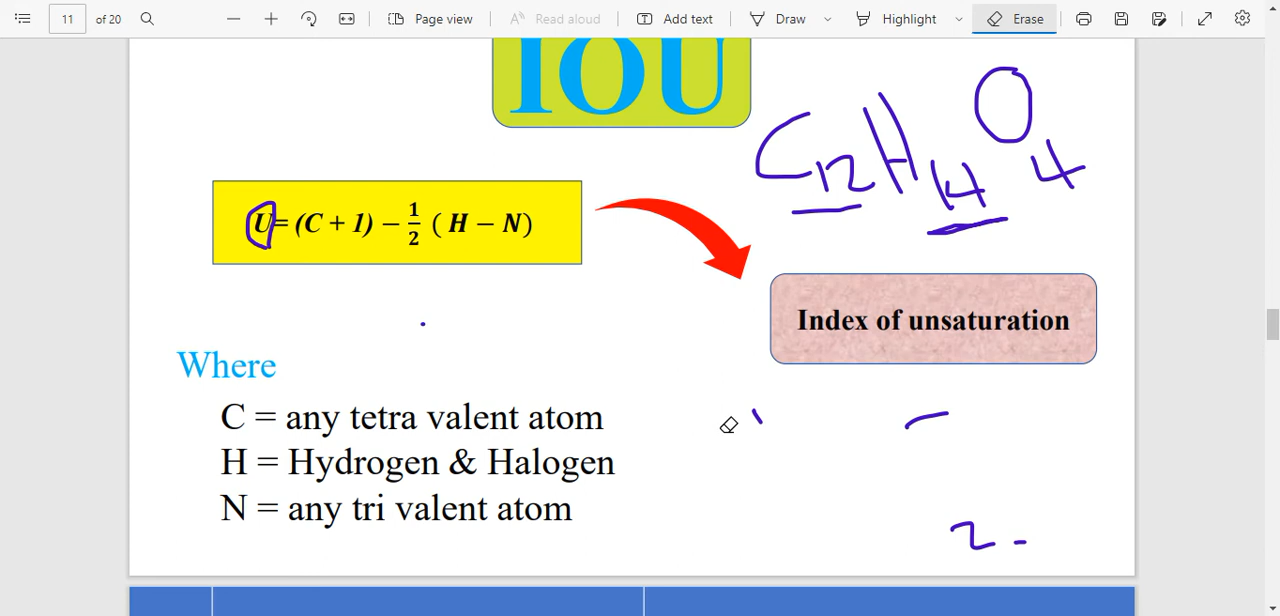 11 of 20 Page view Read aloud Add text Draw Highlight Erase
IOU
C12H14O4
U= (C + 1) − 1/2 ( H − N)
Index of unsaturation
Where
C = any tetra valent atom
H = Hydrogen & Halogen
N = any tri valent atom
2 -